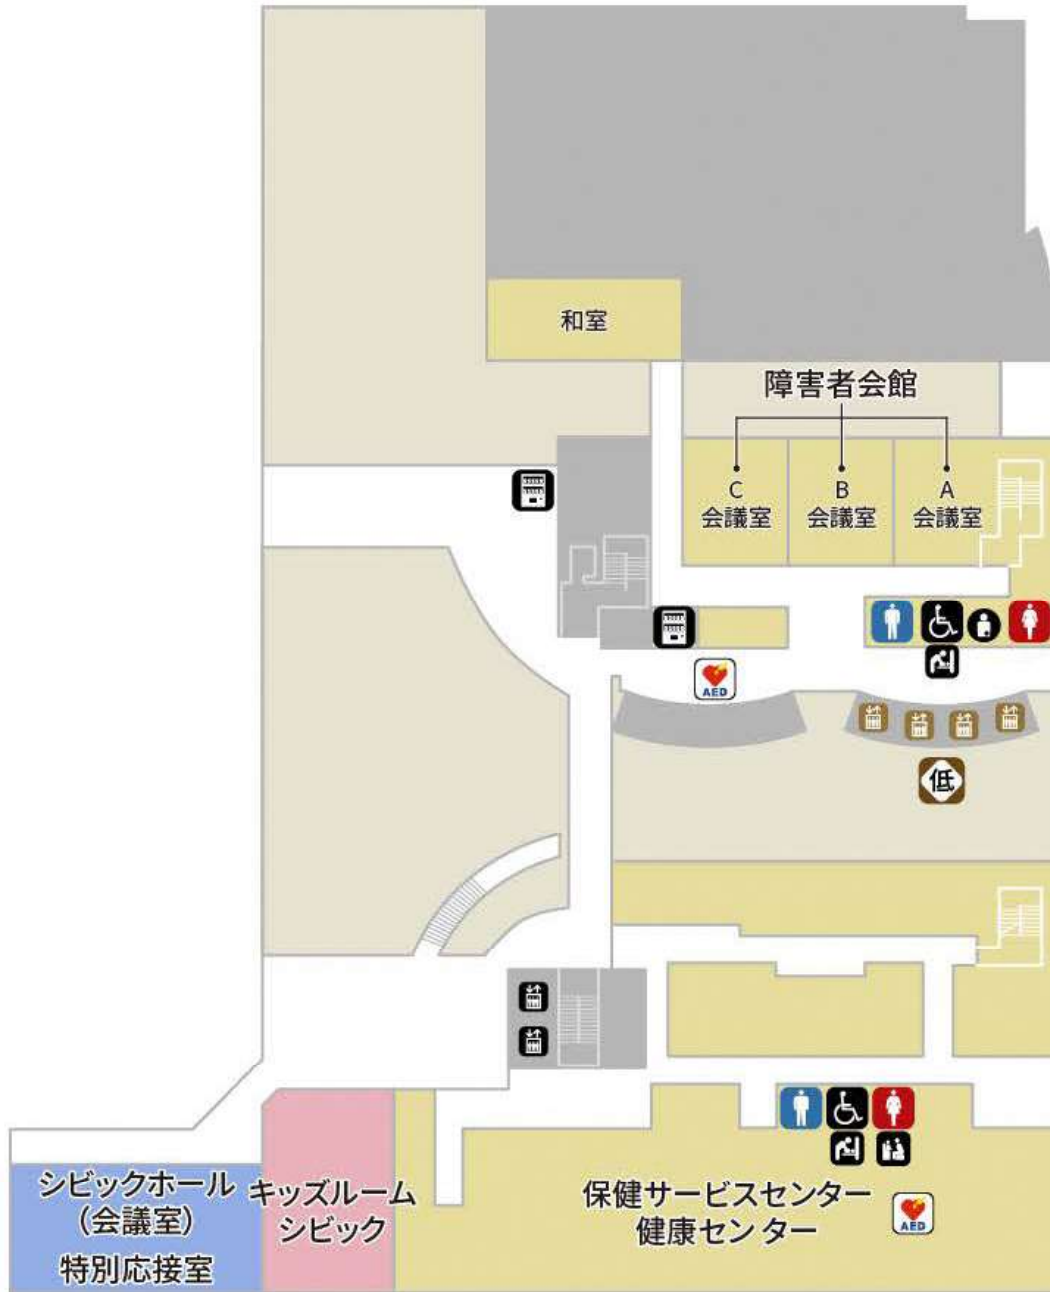 和室
障害者会館
C
会議室
B
会議室
A
会議室
AED
低
シビックホール
（会議室）
特別応接室
キッズルーム
シビック
保健サービスセンター
健康センター
AED